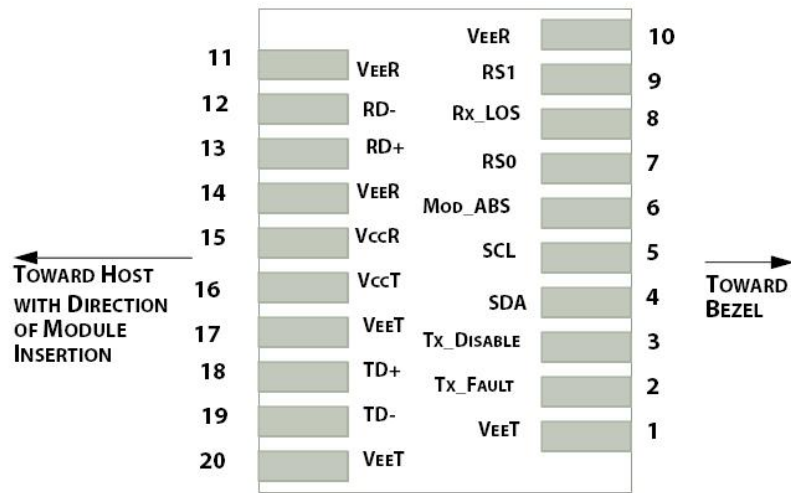 VEER 10
11 VEER
RS1 9
12 RD-
Rx_LOS 8
13 RD+
RS0 7
14 VEER
MOD_ABS 6
15 VCCR
SCL 5
TOWARD HOST
WITH DIRECTION
OF MODULE
INSERTION
TOWARD
BEZEL
16 VCCT
SDA 4
17 VEET
TX_DISABLE 3
18 TD+
TX_FAULT 2
19 TD-
VEET 1
20 VEET